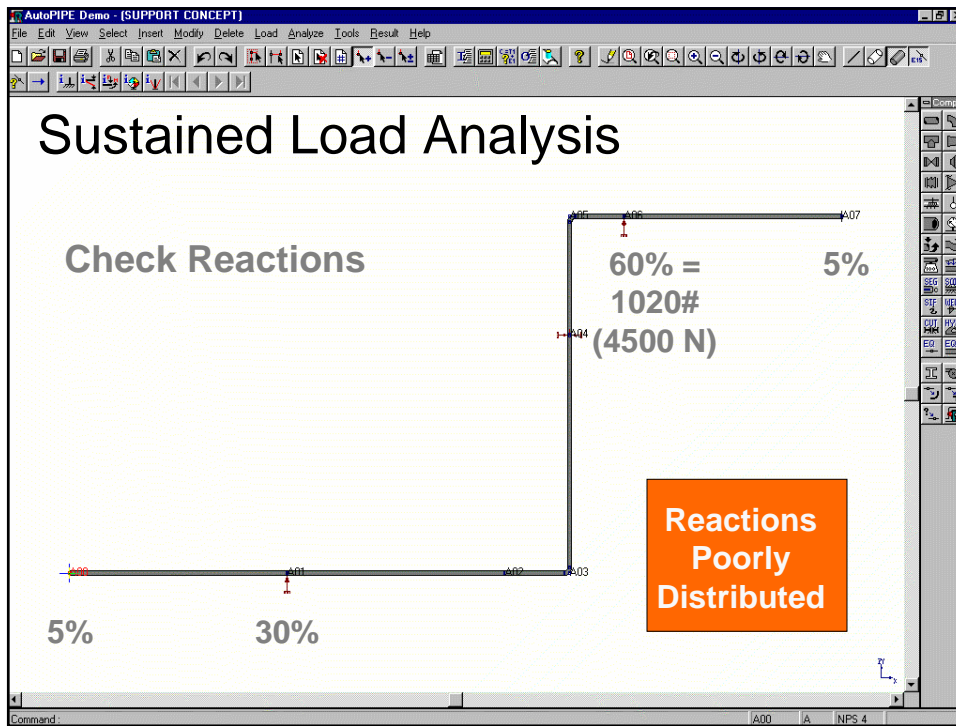 AutoPIPE Demo - (SUPPORT CONCEPT)
File Edit View Select Insert Modify Delete Load Analyze Tools Result Help
Sustained Load Analysis
Check Reactions
A05 A06 A07
60% =
1020#
(4500 N)
5%
A04
Reactions
Poorly
Distributed
A00 A01 A02 A03
5% 30%
Command :
A00 A NPS 4